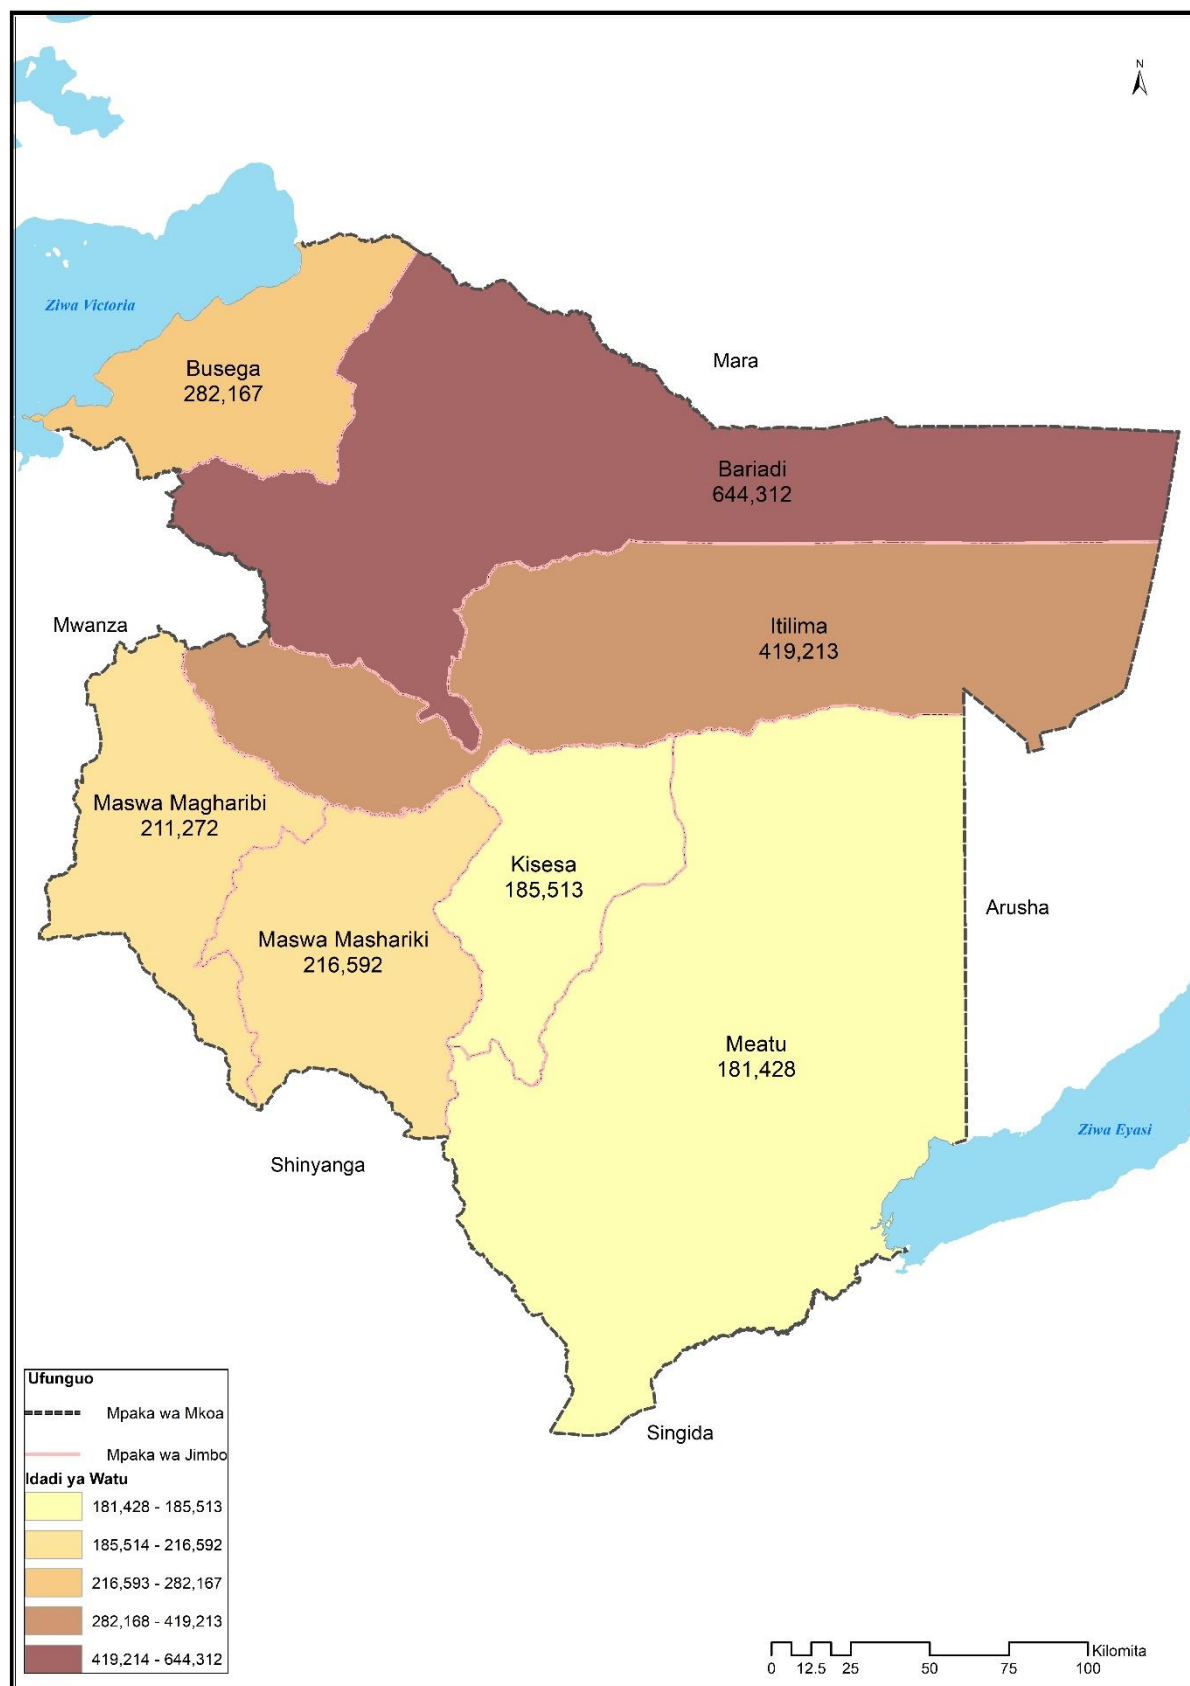 N
Ziwa Victoria
Busega
282,167
Mara
Bariadi
644,312
Mwanza
Itilima
419,213
Maswa Magharibi
211,272
Kisesa
185,513
Arusha
Maswa Mashariki
216,592
Meatu
181,428
Ziwa Eyasi
Shinyanga
Singida
Ufunguo
Mpaka wa Mkoa
Mpaka wa Jimbo
Idadi ya Watu
181,428 - 185,513
185,514 - 216,592
216,593 - 282,167
282,168 - 419,213
419,214 - 644,312
Kilomita
0 12.5 25 50 75 100